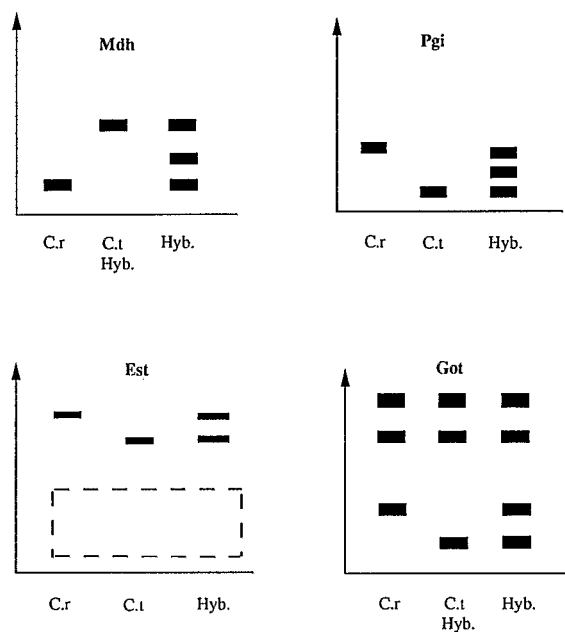 Mdh
C.r C.t Hyb.
Hyb.
Pgi
C.r C.t Hyb.
Est
C.r C.t Hyb.
Got
C.r C.t Hyb.
Hyb.